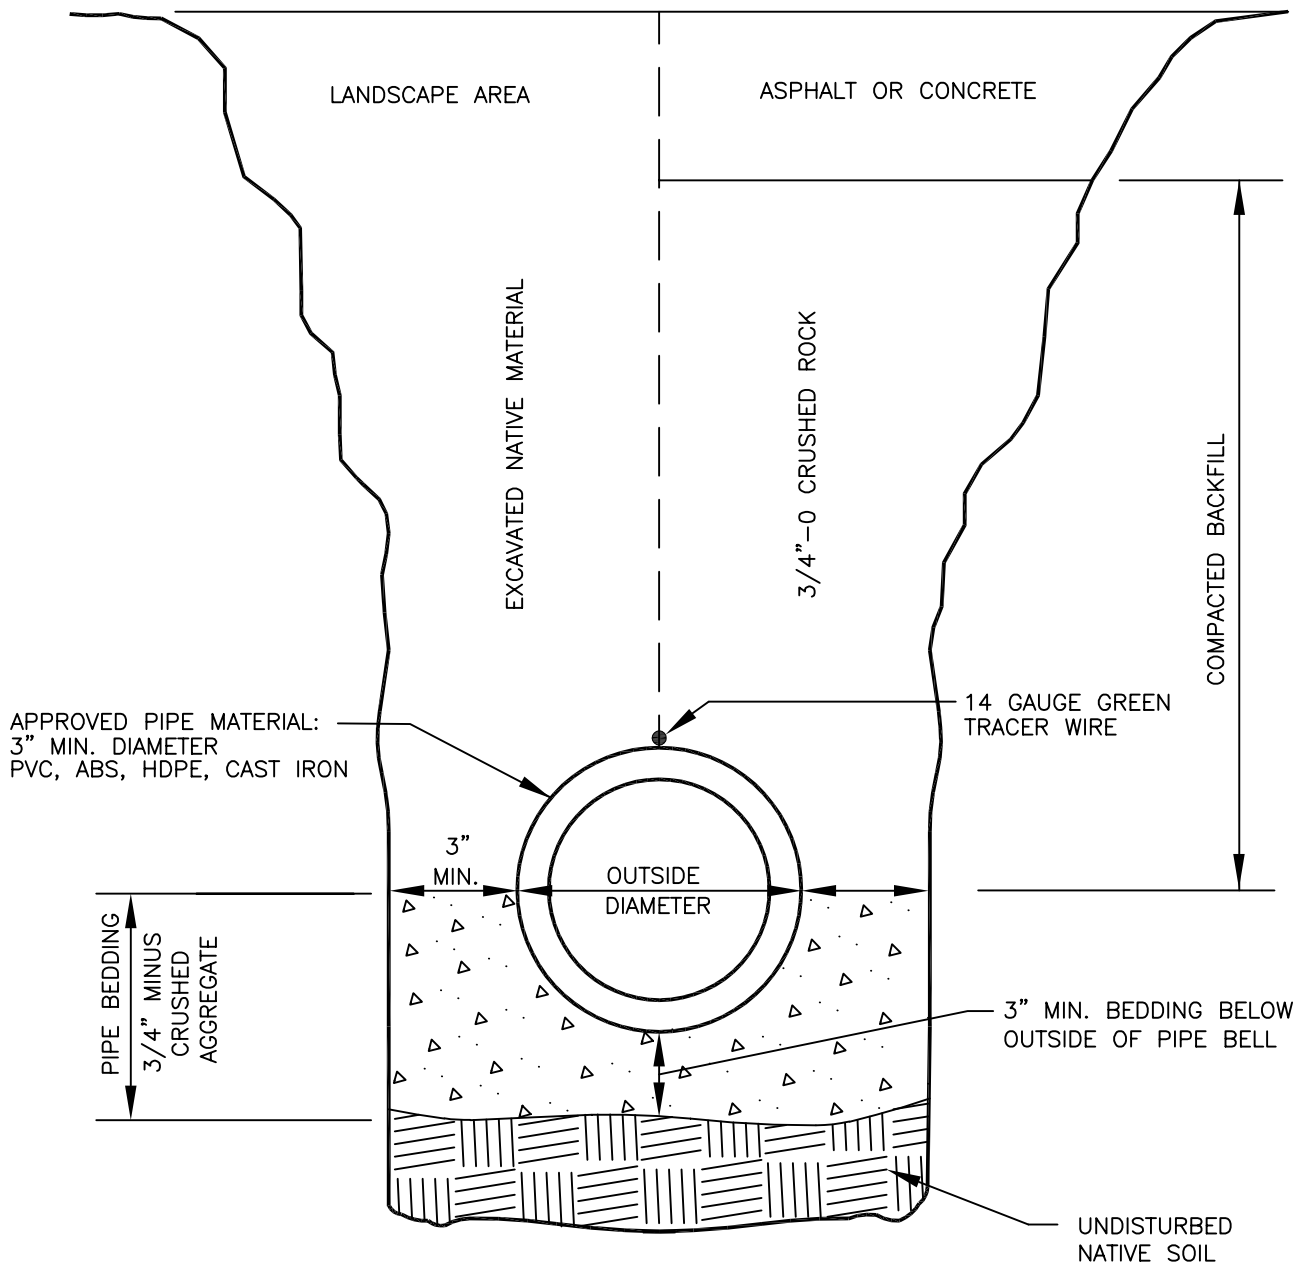 LANDSCAPE AREA
ASPHALT OR CONCRETE
EXCAVATED NATIVE MATERIAL
3/4"-0 CRUSHED ROCK
COMPACTED BACKFILL
APPROVED PIPE MATERIAL:
3" MIN. DIAMETER
PVC, ABS, HDPE, CAST IRON
14 GAUGE GREEN
TRACER WIRE
3"
MIN.
OUTSIDE
DIAMETER
PIPE BEDDING
3/4" MINUS
CRUSHED
AGGREGATE
3" MIN. BEDDING BELOW
OUTSIDE OF PIPE BELL
UNDISTURBED
NATIVE SOIL